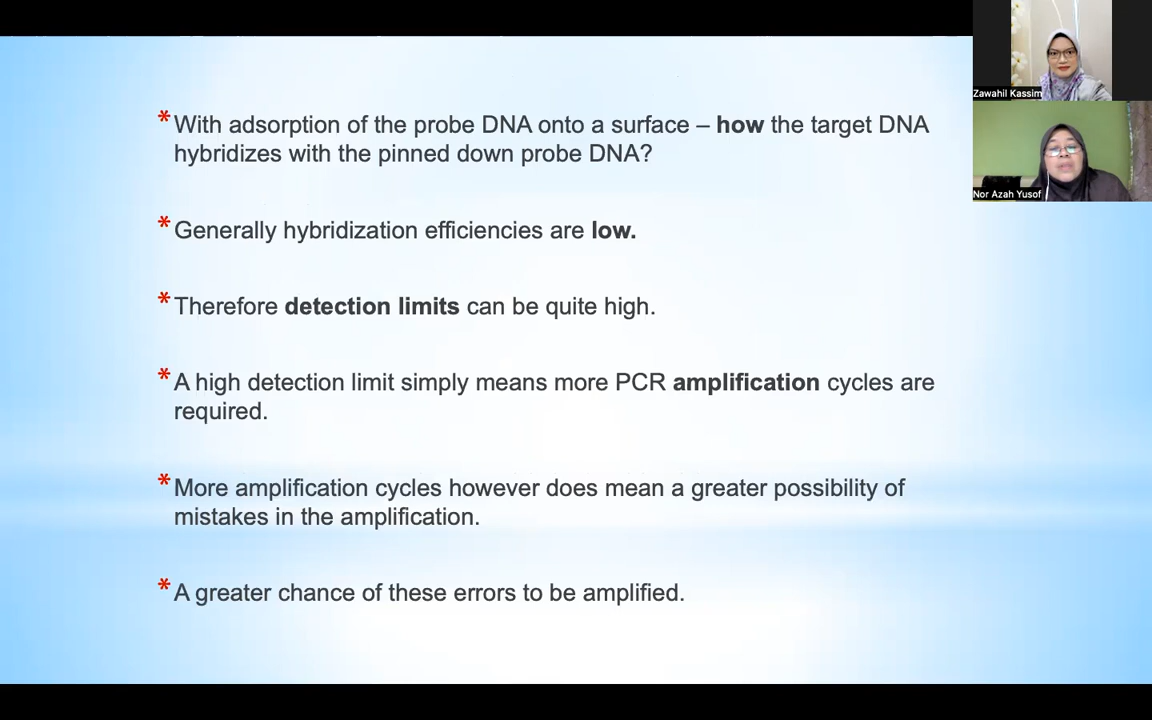 * With adsorption of the probe DNA onto a surface – how the target DNA
hybridizes with the pinned down probe DNA?
* Generally hybridization efficiencies are low.
* Therefore detection limits can be quite high.
* A high detection limit simply means more PCR amplification cycles are
required.
* More amplification cycles however does mean a greater possibility of
mistakes in the amplification.
* A greater chance of these errors to be amplified.
Zawahil Kassim
Nor Azah Yusof